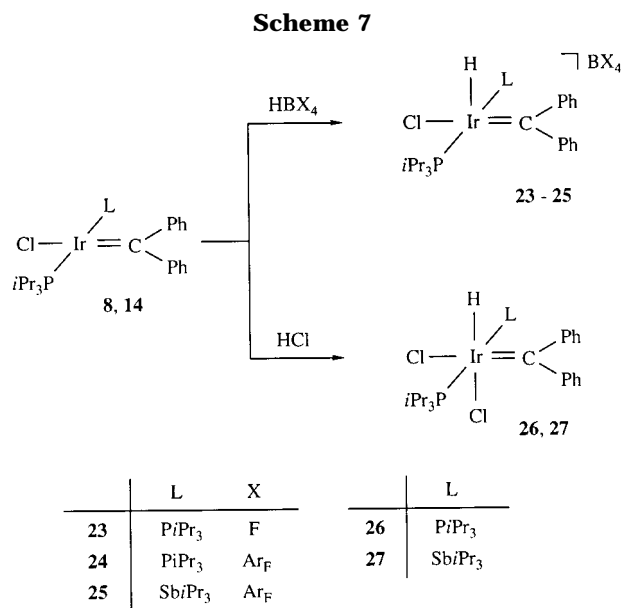 Scheme 7
H
L
BX4
Cl Ir C Ph
Ph
iPr3P
23 - 25
HBX4
L
Cl Ir C Ph
Ph
iPr3P
8, 14
HCl
H
L
Cl Ir C Ph
Ph
iPr3P
Cl
26, 27
L X
23 PiPr3 F
24 PiPr3 ArF
25 SbiPr3 ArF
L
26 PiPr3
27 SbiPr3